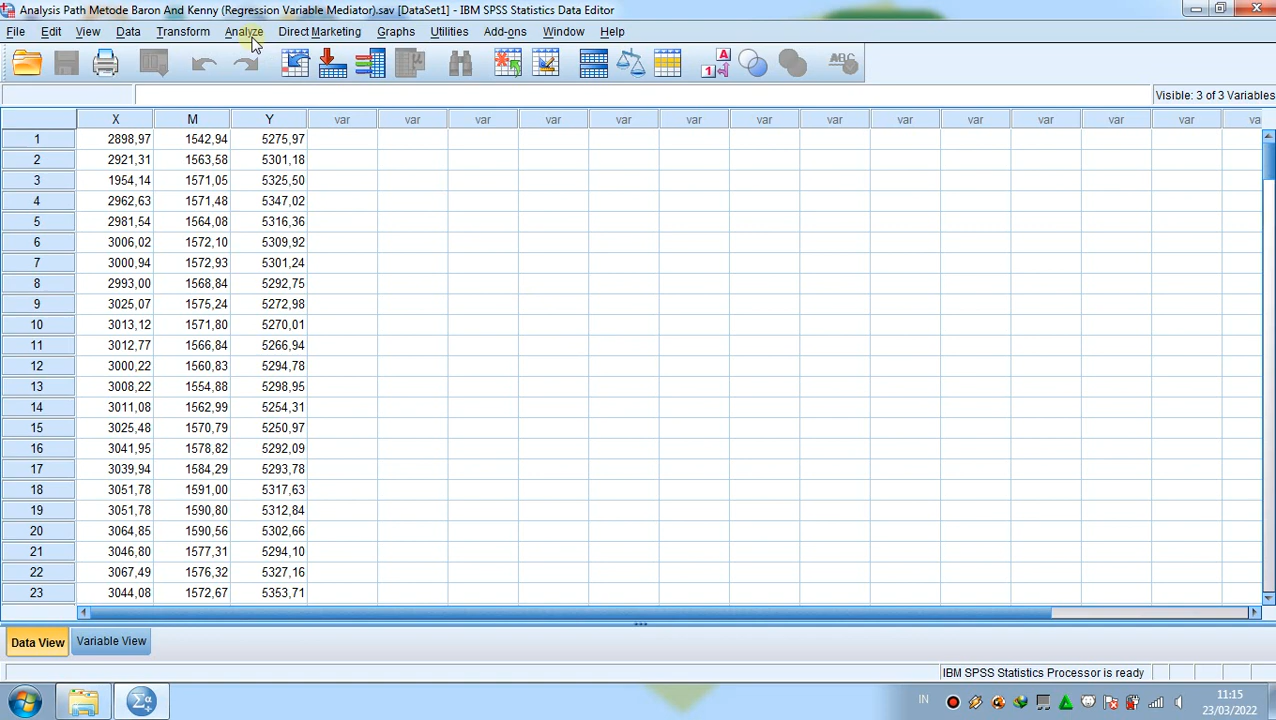 Analysis Path Metode Baron And Kenny (Regression Variable Mediator).sav [DataSet1] - IBM SPSS Statistics Data Editor
File Edit View Data Transform Analyze Direct Marketing Graphs Utilities Add-ons Window Help
Visible: 3 of 3 Variables
X M Y var var var var var var var var var var var var var va
1 2898,97 1542,94 5275,97
2 2921,31 1563,58 5301,18
3 1954,14 1571,05 5325,50
4 2962,63 1571,48 5347,02
5 2981,54 1564,08 5316,36
6 3006,02 1572,10 5309,92
7 3000,94 1572,93 5301,24
8 2993,00 1568,84 5292,75
9 3025,07 1575,24 5272,98
10 3013,12 1571,80 5270,01
11 3012,77 1566,84 5266,94
12 3000,22 1560,83 5294,78
13 3008,22 1554,88 5298,95
14 3011,08 1562,99 5254,31
15 3025,48 1570,79 5250,97
16 3041,95 1578,82 5292,09
17 3039,94 1584,29 5293,78
18 3051,78 1591,00 5317,63
19 3051,78 1590,80 5312,84
20 3064,85 1590,56 5302,66
21 3046,80 1577,31 5294,10
22 3067,49 1576,32 5327,16
23 3044,08 1572,67 5353,71
Data View Variable View
IBM SPSS Statistics Processor is ready
IN 11:15
23/03/2022